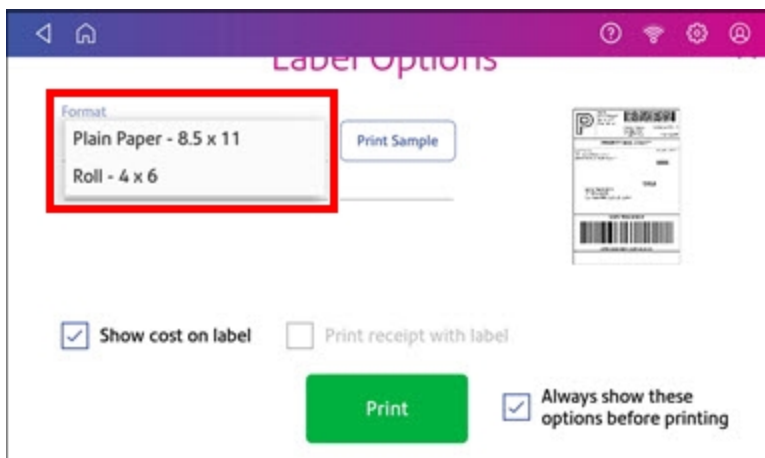 Label Options
Format
Plain Paper - 8.5 x 11
Roll - 4 x 6
Print Sample
P
Show cost on label
Print receipt with label
Print
Always show these
options before printing